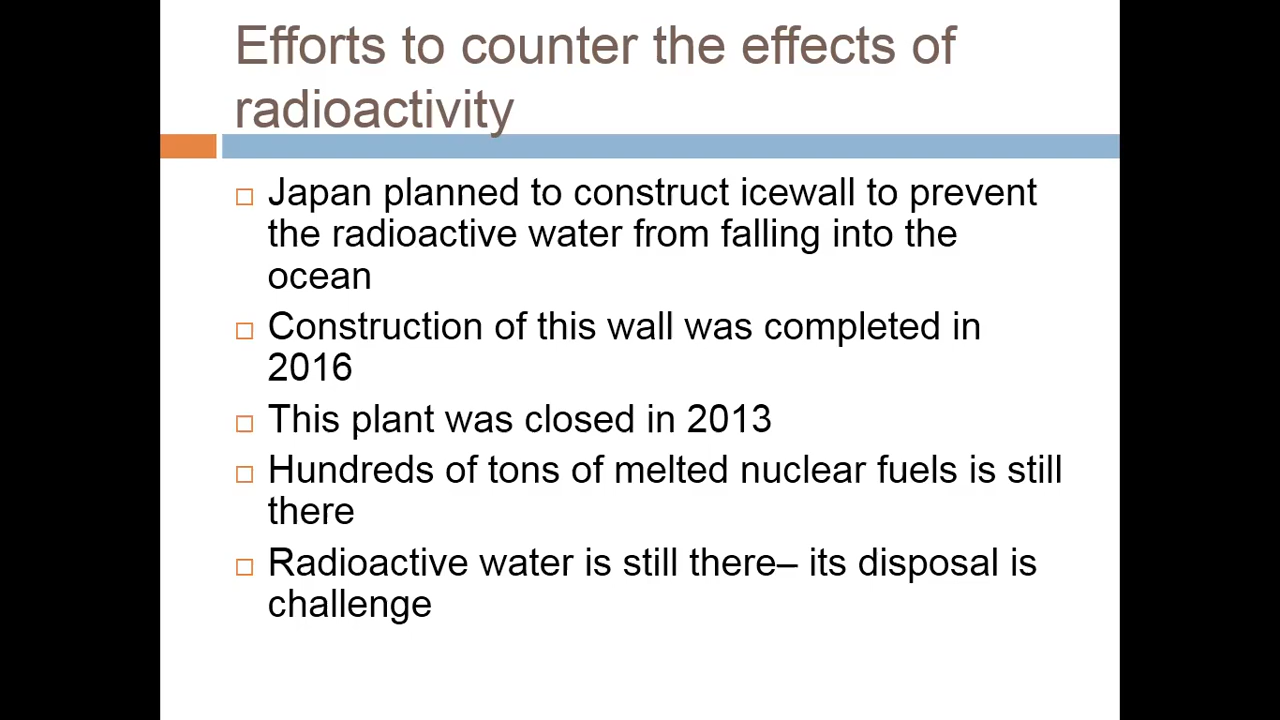 Efforts to counter the effects of
radioactivity
□ Japan planned to construct icewall to prevent
the radioactive water from falling into the
ocean
□ Construction of this wall was completed in
2016
□ This plant was closed in 2013
□ Hundreds of tons of melted nuclear fuels is still
there
□ Radioactive water is still there– its disposal is
challenge